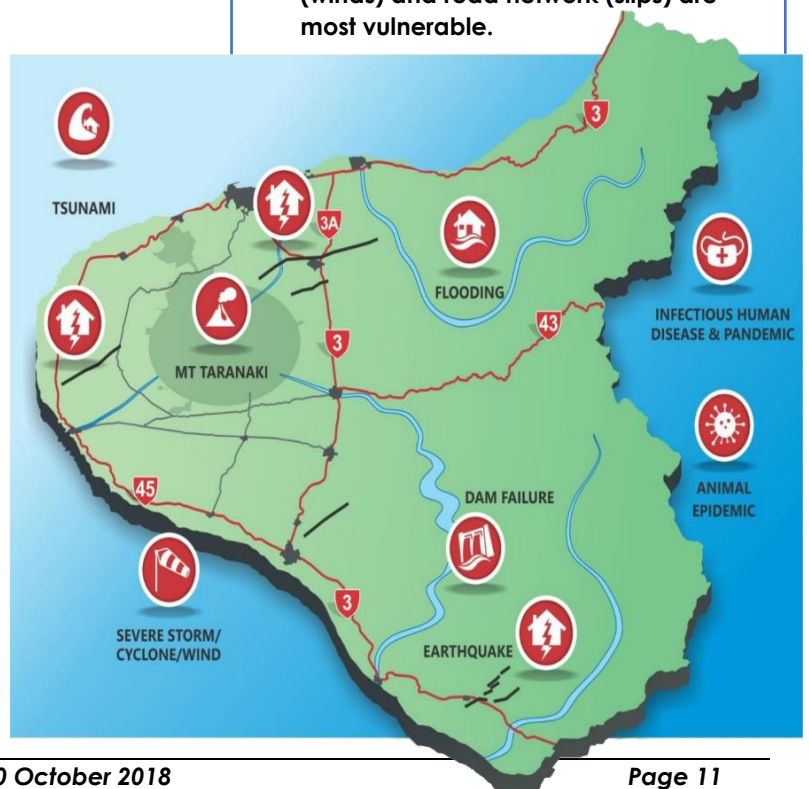 (winds) and road network (slips) are
most vulnerable.
3
TSUNAMI
3A
FLOODING
INFECTIOUS HUMAN
DISEASE & PANDEMIC
43
3
MT TARANAKI
ANIMAL
EPIDEMIC
45
DAM FAILURE
3
SEVERE STORM/
CYCLONE/WIND
EARTHQUAKE
0 October 2018
Page 11